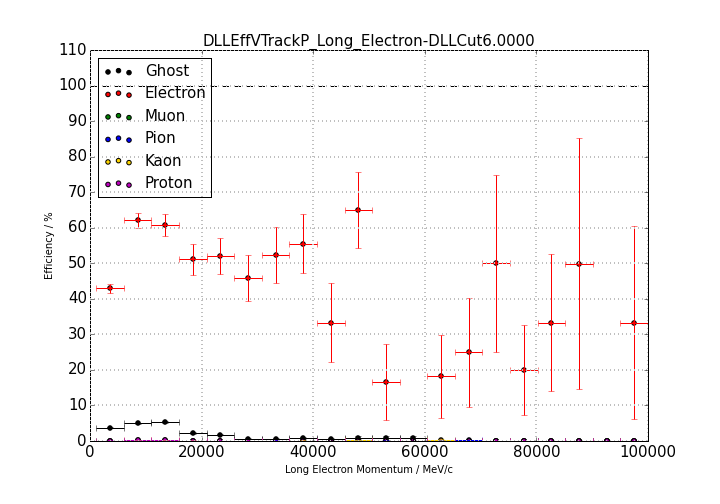 DLLEffVTrackP_Long_Electron-DLLCut6.0000
110
100
90
80
70
60
50
40
30
20
10
0
Efficiency / %
Ghost
Electron
Muon
Pion
Kaon
Proton
0 20000 40000 60000 80000 100000
Long Electron Momentum / MeV/c